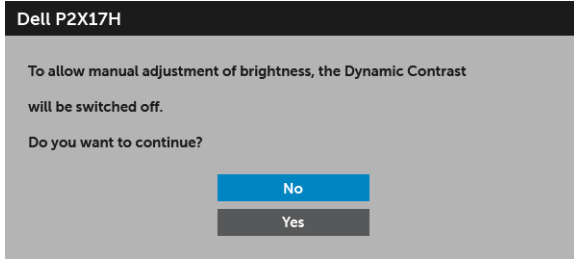 Dell P2X17H
To allow manual adjustment of brightness, the Dynamic Contrast
will be switched off.
Do you want to continue?
No
Yes